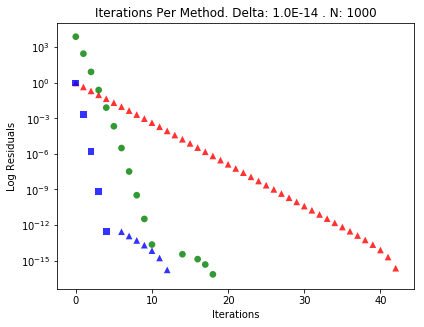 Iterations Per Method. Delta: 1.0E-14 . N: 1000
Log Residuals
10³
10⁰
10⁻³
10⁻⁶
10⁻⁹
10⁻¹²
10⁻¹⁵
0 10 20 30 40
Iterations